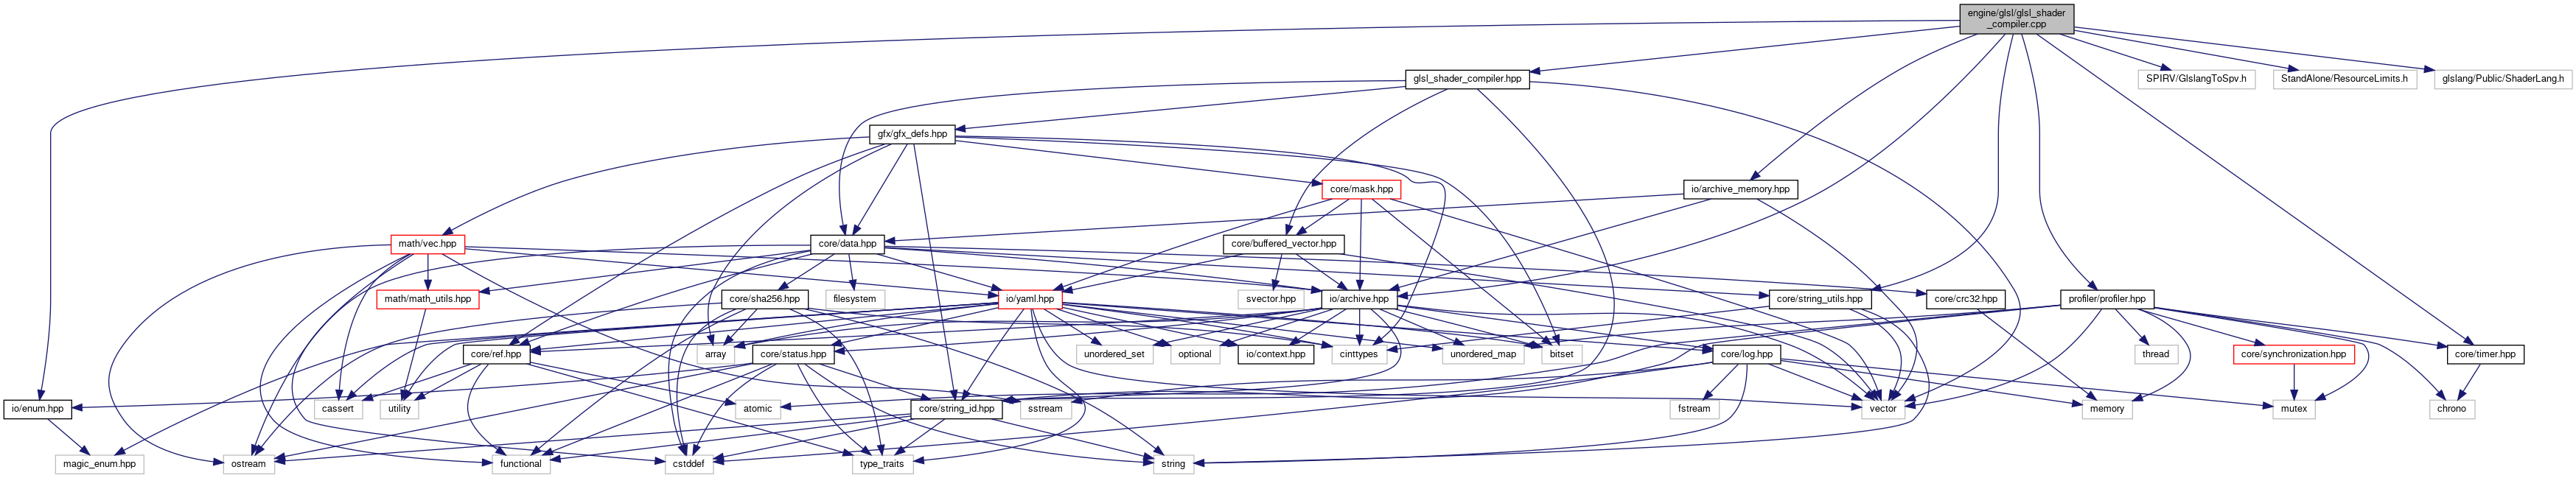 engine/glsl/glsl_shader
_compiler.cpp
glsl_shader_compiler.hpp
SPIRV/GlslangToSpv.h
StandAlone/ResourceLimits.h
glslang/Public/ShaderLang.h
gfx/gfx_defs.hpp
core/mask.hpp
io/archive_memory.hpp
math/vec.hpp
core/data.hpp
core/buffered_vector.hpp
math/math_utils.hpp
core/sha256.hpp
filesystem
io/yaml.hpp
svector.hpp
io/archive.hpp
core/string_utils.hpp
core/crc32.hpp
profiler/profiler.hpp
core/ref.hpp
array
core/status.hpp
unordered_set
optional
io/context.hpp
cinttypes
unordered_map
bitset
core/log.hpp
thread
core/synchronization.hpp
core/timer.hpp
io/enum.hpp
cassert
utility
atomic
core/string_id.hpp
sstream
fstream
vector
memory
mutex
chrono
magic_enum.hpp
ostream
functional
cstddef
type_traits
string